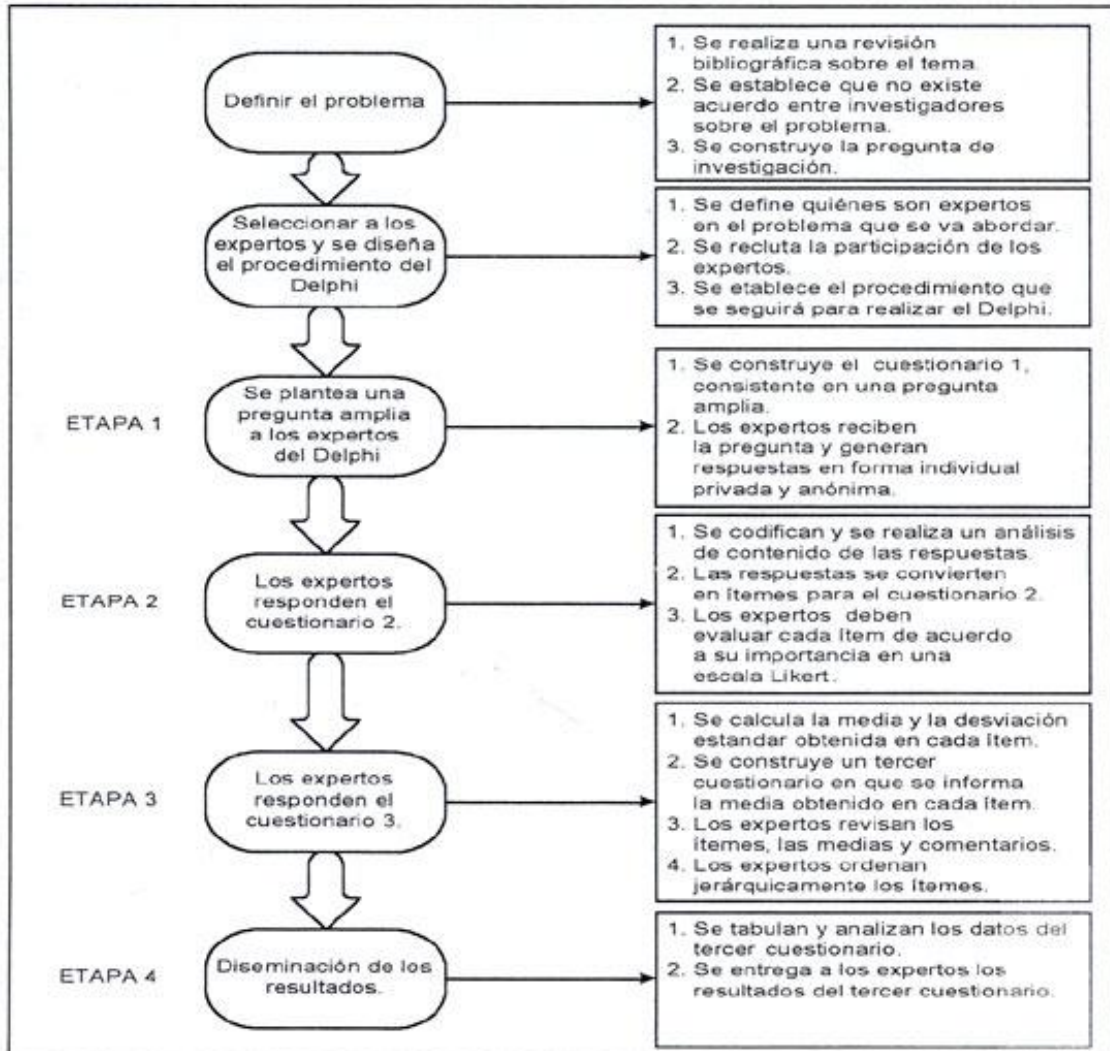 Definir el problema
1. Se realiza una revisión
bibliográfica sobre el tema.
2. Se establece que no existe
acuerdo entre investigadores
sobre el problema.
3. Se construye la pregunta de
investigación.
Seleccionar a los
expertos y se diseña
el procedimiento del
Delphi
1. Se define quiénes son expertos
en el problema que se va abordar.
2. Se recluta la participación de los
expertos.
3. Se etablece el procedimiento que
se seguirá para realizar el Delphi.
ETAPA 1
Se plantea una
pregunta amplia
a los expertos
del Delphi
1. Se construye el cuestionario 1,
consistente en una pregunta
amplia.
2. Los expertos reciben
la pregunta y generan
respuestas en forma individual
privada y anónima.
ETAPA 2
Los expertos
responden el
cuestionario 2.
1. Se codifican y se realiza un análisis
de contenido de las respuestas.
2. Las respuestas se convierten
en ítemes para el cuestionario 2.
3. Los expertos deben
evaluar cada ítem de acuerdo
a su importancia en una
escala Likert.
ETAPA 3
Los expertos
responden el
cuestionario 3.
1. Se calcula la media y la desviación
estandar obtenida en cada ítem.
2. Se construye un tercer
cuestionario en que se informa
la media obtenido en cada ítem.
3. Los expertos revisan los
ítemes, las medias y comentarios.
4. Los expertos ordenan
jerárquicamente los ítemes.
ETAPA 4
Diseminación de los
resultados.
1. Se tabulan y analizan los datos del
tercer cuestionario.
2. Se entrega a los expertos los
resultados del tercer cuestionario.